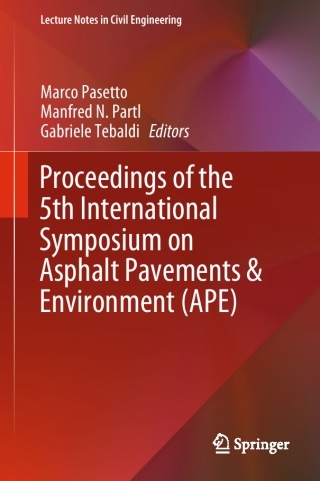 Lecture Notes in Civil Engineering
Marco Pasetto
Manfred N. Partl
Gabriele Tebaldi Editors
Proceedings of the
5th International
Symposium on
Asphalt Pavements &
Environment (APE)
Springer